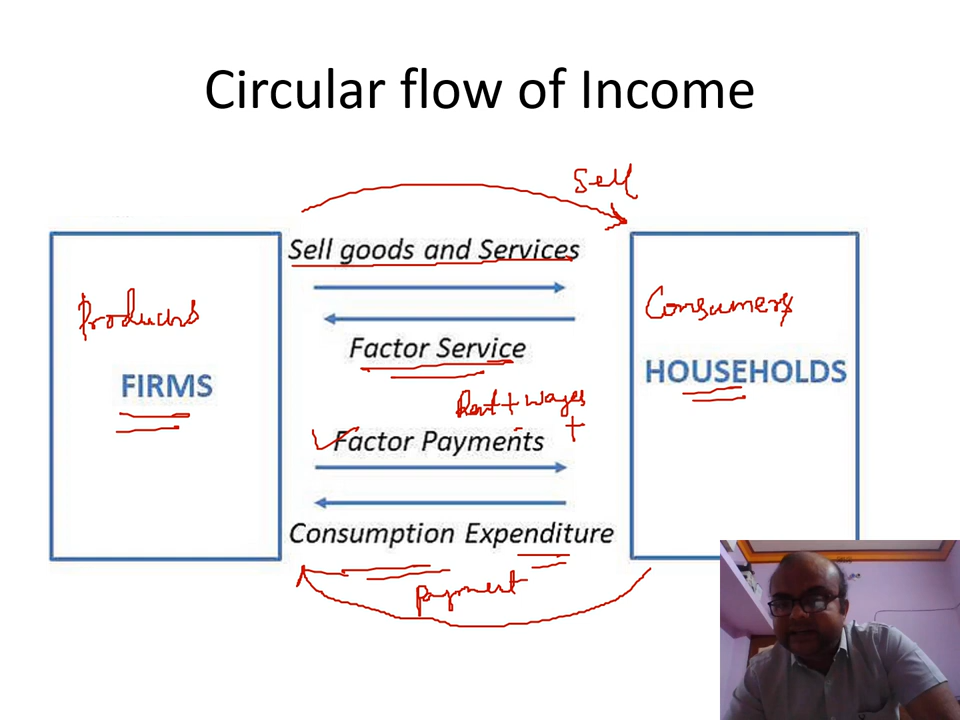 Circular flow of Income
Sell
Sell goods and Services
Producers
Consumers
Factor Service
FIRMS
HOUSEHOLDS
Rent + wages
+
Factor Payments
Consumption Expenditure
payment